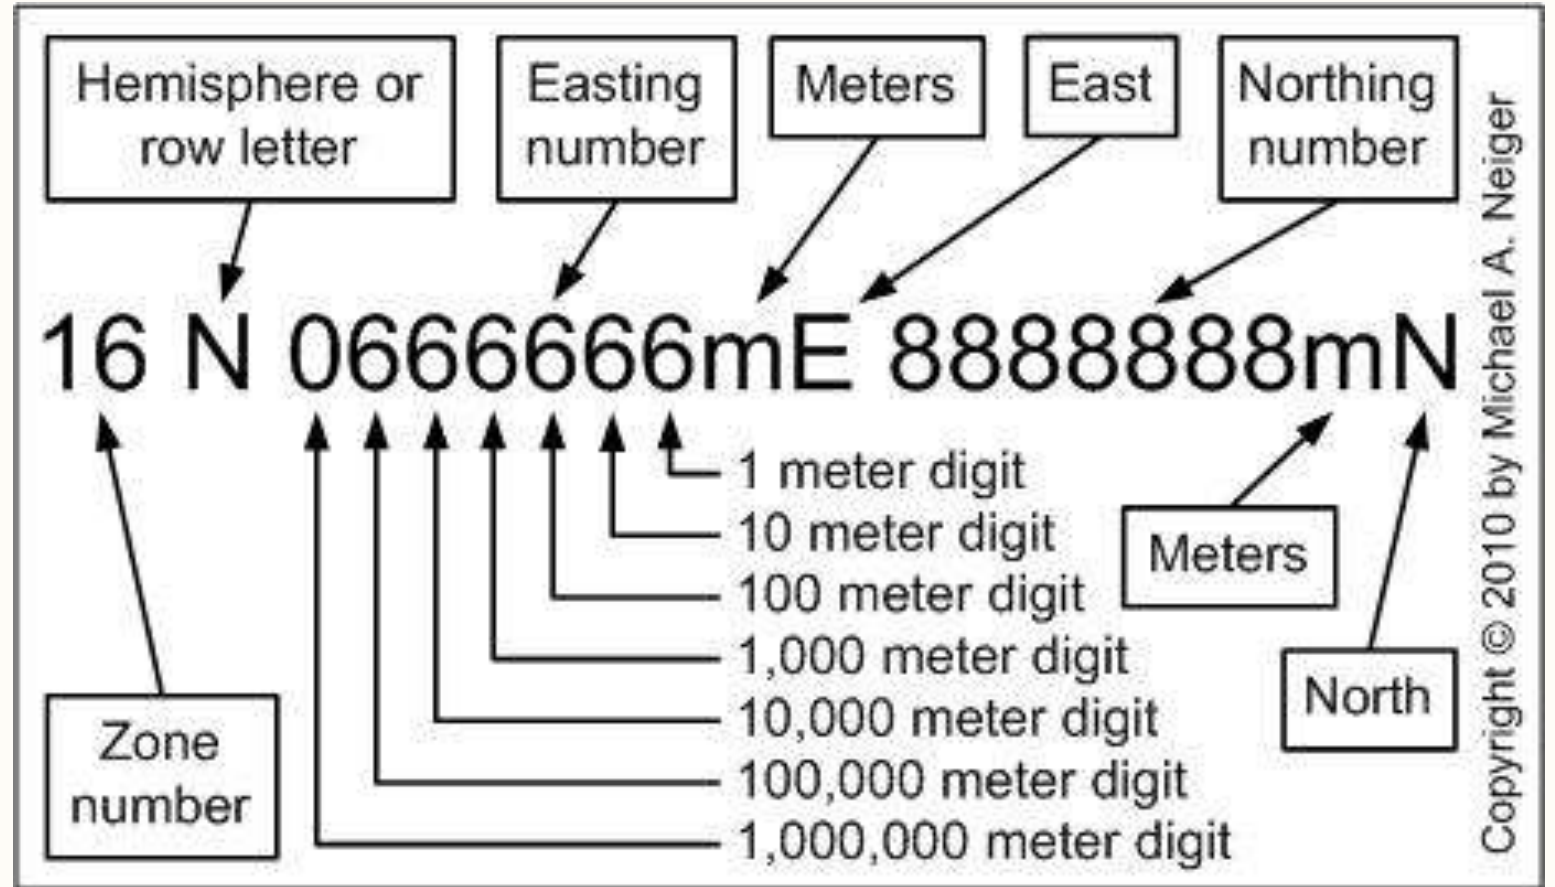 Hemisphere or
row letter
Easting
number
Meters
East
Northing
number
16 N 0666666mE 8888888mN
1 meter digit
10 meter digit
100 meter digit
1,000 meter digit
10,000 meter digit
100,000 meter digit
1,000,000 meter digit
Zone
number
Meters
North
Copyright © 2010 by Michael A. Neiger